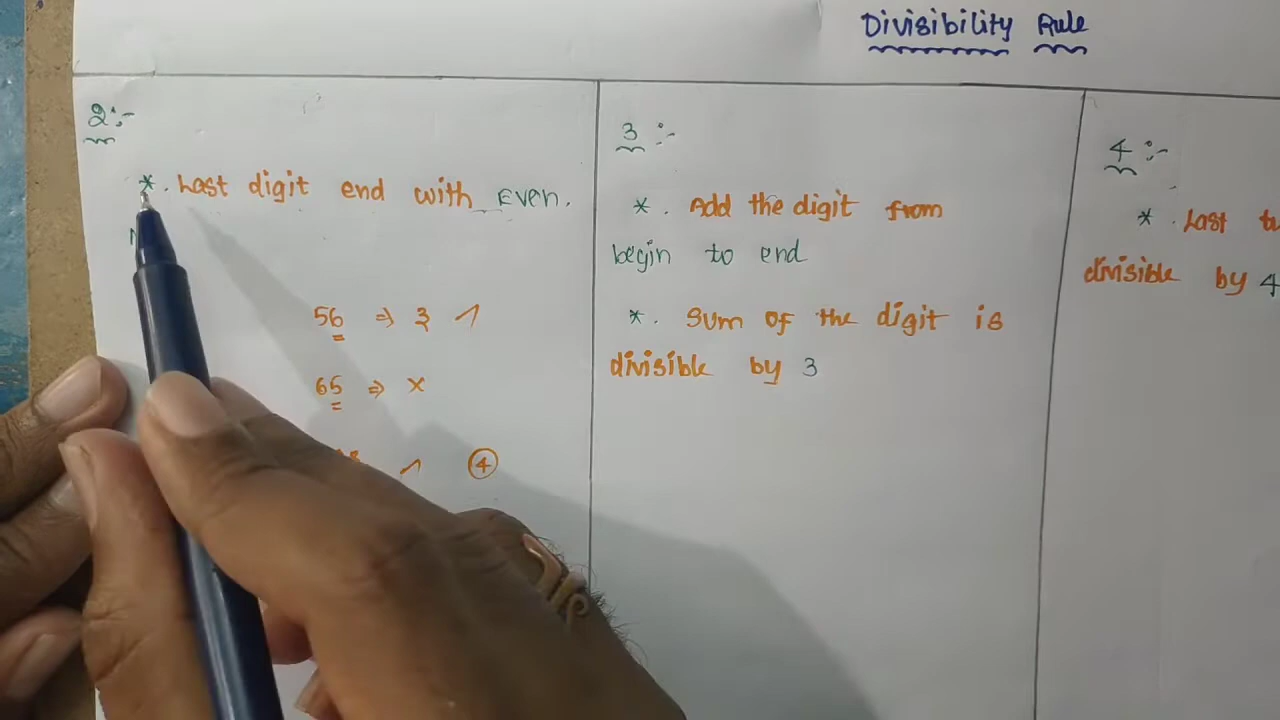 Divisibility Rule
2:-
*. Last digit end with Even.
56 ⇒
65 ⇒ ×
4
3 :-
*. Add the digit from
begin to end
*. Sum of the digit is
divisible by 3
4 :-
*. Last
divisible by 4